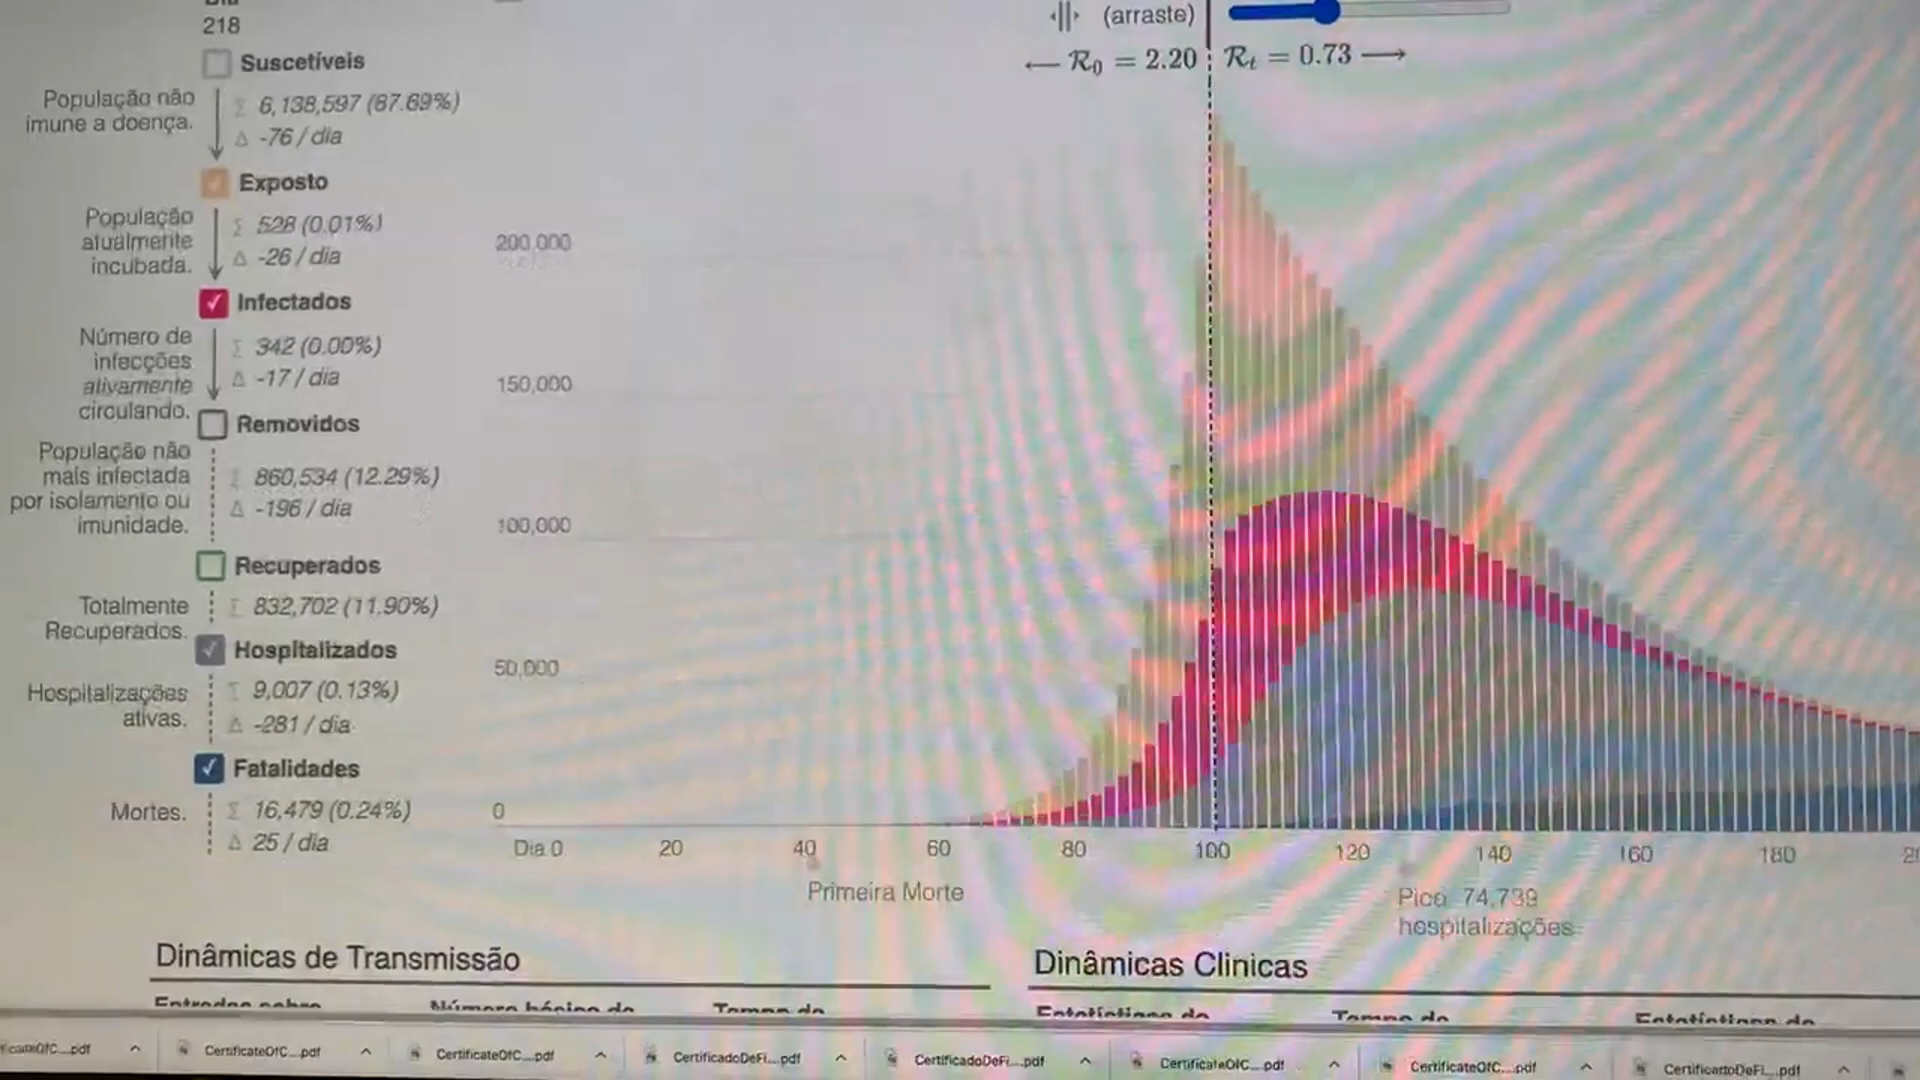 218
(arraste)
← R₀ = 2.20
Rₜ = 0.73 →
Suscetíveis
População não
imune a doença.
Σ 6,138,597 (87.69%)
Δ -76 / dia
Exposto
População
atualmente
incubada.
Σ 528 (0.01%)
Δ -26 / dia
Infectados
Número de
infecções
ativamente
circulando.
Σ 342 (0.00%)
Δ -17 / dia
Removidos
População não
mais infectada
por isolamento ou
imunidade.
Σ 860,534 (12.29%)
Δ -196 / dia
Recuperados
Totalmente
Recuperados.
Σ 832,702 (11.90%)
Hospitalizados
Hospitalizações
ativas.
Σ 9,007 (0.13%)
Δ -281 / dia
Fatalidades
Mortes.
Σ 16,479 (0.24%)
Δ 25 / dia
200,000
150,000
100,000
50,000
0
Dia 0 20 40 60 80 100 120 140 160 180
Primeira Morte
Pico 74,739
hospitalizações
Dinâmicas de Transmissão
Dinâmicas Clinicas
CertificateOfC....pdf
CertificateOfC....pdf
CertificadoDeFi....pdf
CertificadoDeFi....pdf
CertificateOfC....pdf
CertificateOfC....pdf
CertificadoDeFi....pdf